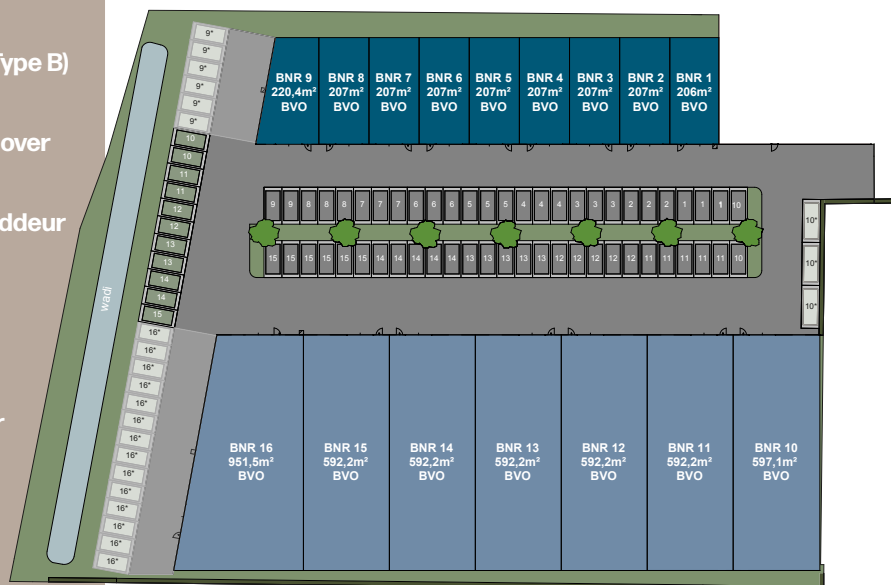 Type B)
over
ddeur
r
9*
9*
9*
9*
9*
9*
10
10
11
11
12
12
13
13
14
14
15
16*
16*
16*
16*
16*
16*
16*
16*
16*
16*
16*
16*
16*
16*
wadi
BNR 9
220,4m²
BVO
BNR 8
207m²
BVO
BNR 7
207m²
BVO
BNR 6
207m²
BVO
BNR 5
207m²
BVO
BNR 4
207m²
BVO
BNR 3
207m²
BVO
BNR 2
207m²
BVO
BNR 1
206m²
BVO
9 9 8 8 8 7 7 7 6 6 6 5 5 5 4 4 4 3 3 3 2 2 2 1 1 1 10
15 15 15 15 15 15 14 14 14 14 14 13 13 13 13 13 12 12 12 12 12 11 11 11 11 11 10
10*
10*
10*
BNR 16
951,5m²
BVO
BNR 15
592,2m²
BVO
BNR 14
592,2m²
BVO
BNR 13
592,2m²
BVO
BNR 12
592,2m²
BVO
BNR 11
592,2m²
BVO
BNR 10
597,1m²
BVO